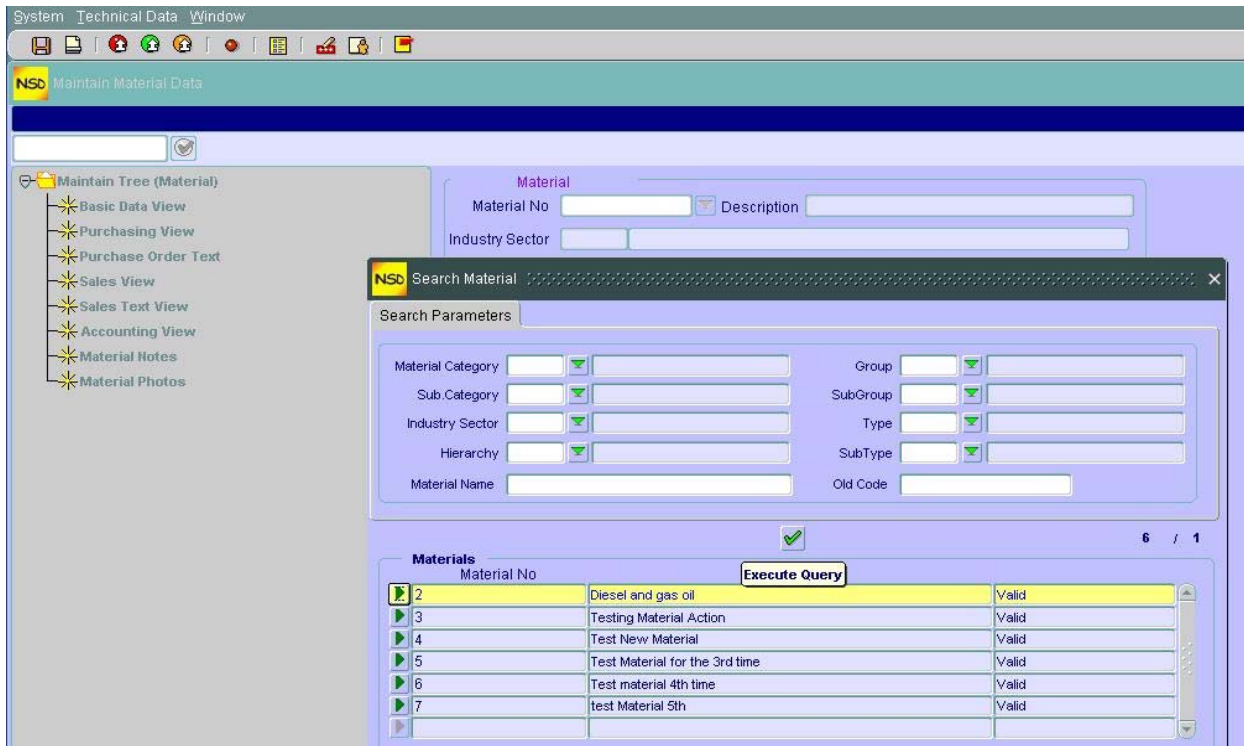 System Technical Data Window
NSD Maintain Material Data
Maintain Tree (Material)
Basic Data View
Purchasing View
Purchase Order Text
Sales View
Sales Text View
Accounting View
Material Notes
Material Photos
Material
Material No Description
Industry Sector
NSD Search Material
Search Parameters
Material Category Group
Sub.Category SubGroup
Industry Sector Type
Hierarchy SubType
Material Name Old Code
6 / 1
Materials
Material No Execute Query
2 Diesel and gas oil Valid
3 Testing Material Action Valid
4 Test New Material Valid
5 Test Material for the 3rd time Valid
6 Test material 4th time Valid
7 test Material 5th Valid